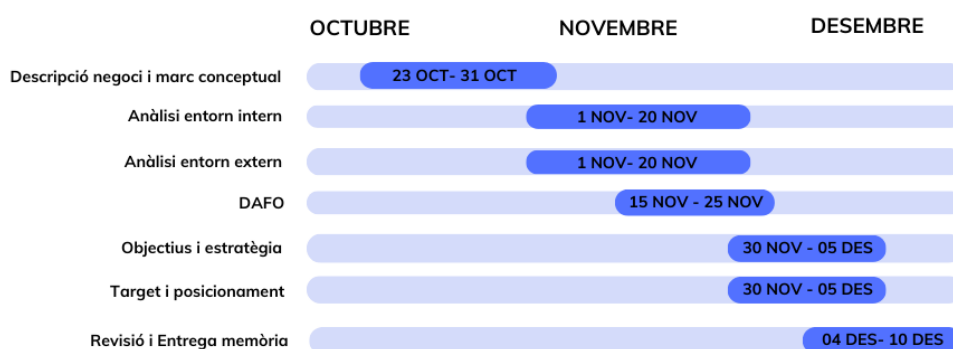 OCTUBRE NOVEMBRE DESEMBRE
Descripció negoci i marc conceptual 23 OCT- 31 OCT
Anàlisi entorn intern 1 NOV- 20 NOV
Anàlisi entorn extern 1 NOV- 20 NOV
DAFO 15 NOV - 25 NOV
Objectius i estratègia 30 NOV - 05 DES
Target i posicionament 30 NOV - 05 DES
Revisió i Entrega memòria 04 DES- 10 DES